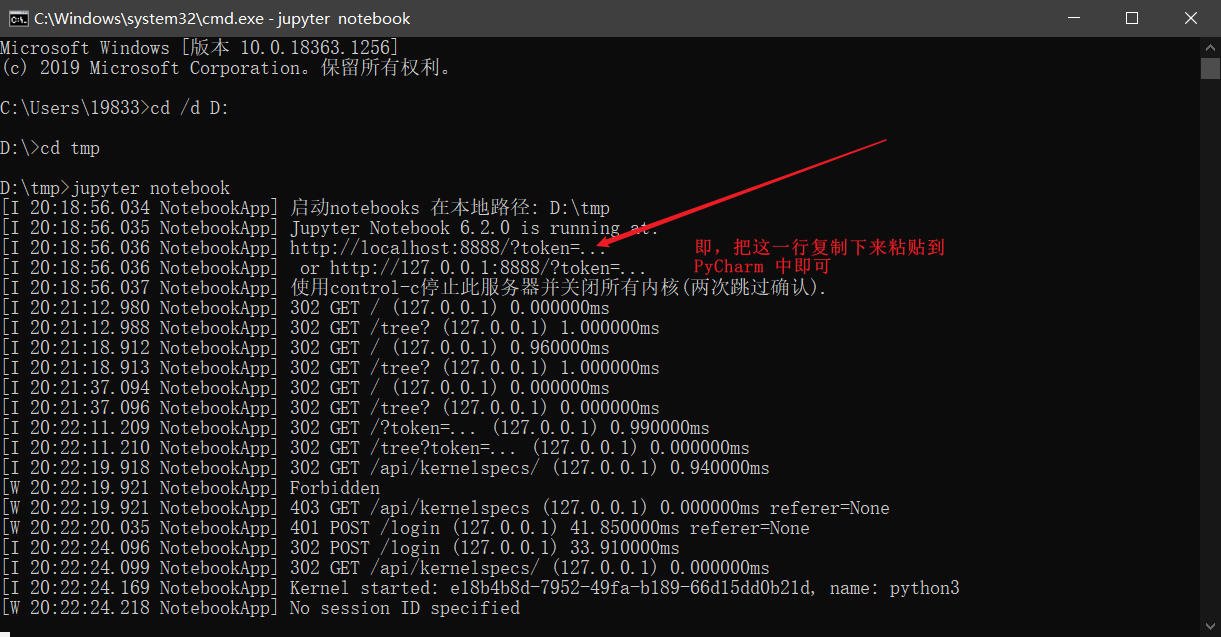 C:\Windows\system32\cmd.exe - jupyter  notebook
Microsoft Windows [版本 10.0.18363.1256]
(c) 2019 Microsoft Corporation。保留所有权利。
C:\Users\19833>cd /d D:
D:\>cd tmp
D:\tmp>jupyter notebook
[I 20:18:56.034 NotebookApp] 启动notebooks 在本地路径: D:\tmp
[I 20:18:56.035 NotebookApp] Jupyter Notebook 6.2.0 is running at:
[I 20:18:56.036 NotebookApp] http://localhost:8888/?token=...
即，把这一行复制下来粘贴到
[I 20:18:56.036 NotebookApp]  or http://127.0.0.1:8888/?token=...
PyCharm 中即可
[I 20:18:56.037 NotebookApp] 使用control-c停止此服务器并关闭所有内核(两次跳过确认).
[I 20:21:12.980 NotebookApp] 302 GET / (127.0.0.1) 0.000000ms
[I 20:21:12.988 NotebookApp] 302 GET /tree? (127.0.0.1) 1.000000ms
[I 20:21:18.912 NotebookApp] 302 GET / (127.0.0.1) 0.960000ms
[I 20:21:18.913 NotebookApp] 302 GET /tree? (127.0.0.1) 1.000000ms
[I 20:21:37.094 NotebookApp] 302 GET / (127.0.0.1) 0.000000ms
[I 20:21:37.096 NotebookApp] 302 GET /tree? (127.0.0.1) 0.000000ms
[I 20:22:11.209 NotebookApp] 302 GET /?token=... (127.0.0.1) 0.990000ms
[I 20:22:11.210 NotebookApp] 302 GET /tree?token=... (127.0.0.1) 0.000000ms
[I 20:22:19.918 NotebookApp] 302 GET /api/kernelspecs/ (127.0.0.1) 0.940000ms
[W 20:22:19.921 NotebookApp] Forbidden
[W 20:22:19.921 NotebookApp] 403 GET /api/kernelspecs (127.0.0.1) 0.000000ms referer=None
[W 20:22:20.035 NotebookApp] 401 POST /login (127.0.0.1) 41.850000ms referer=None
[I 20:22:24.096 NotebookApp] 302 POST /login (127.0.0.1) 33.910000ms
[I 20:22:24.099 NotebookApp] 302 GET /api/kernelspecs/ (127.0.0.1) 0.000000ms
[I 20:22:24.169 NotebookApp] Kernel started: e18b4b8d-7952-49fa-b189-66d15dd0b21d, name: python3
[W 20:22:24.218 NotebookApp] No session ID specified